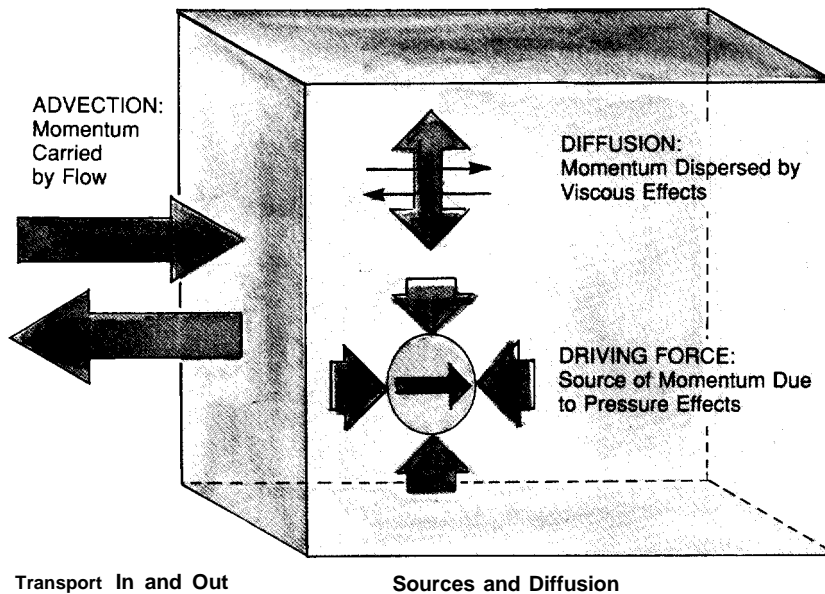 ADVECTION:
Momentum
Carried
by Flow
DIFFUSION:
Momentum Dispersed by
Viscous Effects
DRIVING FORCE:
Source of Momentum Due
to Pressure Effects
Transport In and Out
Sources and Diffusion